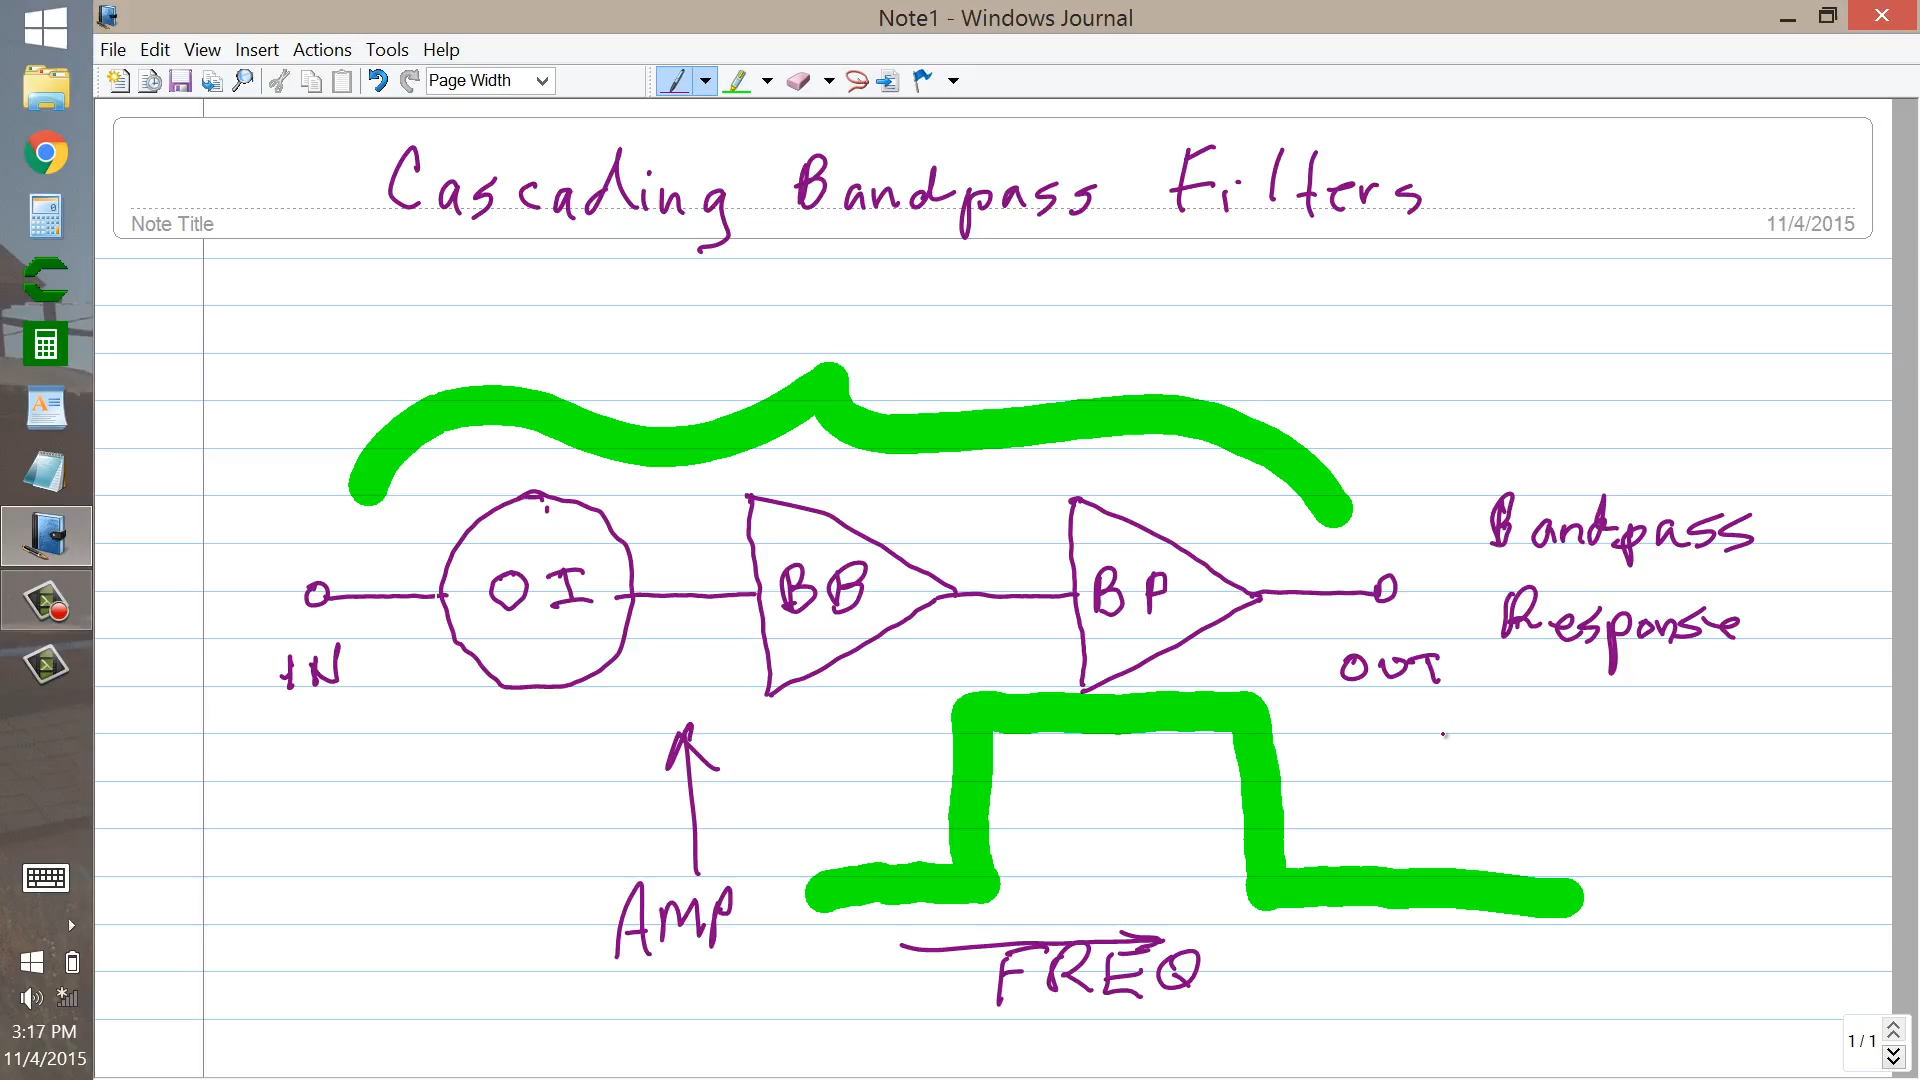 Note1 - Windows Journal
File Edit View Insert Actions Tools Help
Page Width
Cascading Bandpass Filters
Note Title
11/4/2015
IN
OI
BB
BP
OUT
Bandpass
Response
AMP
FREQ
3:17 PM
11/4/2015
1 / 1